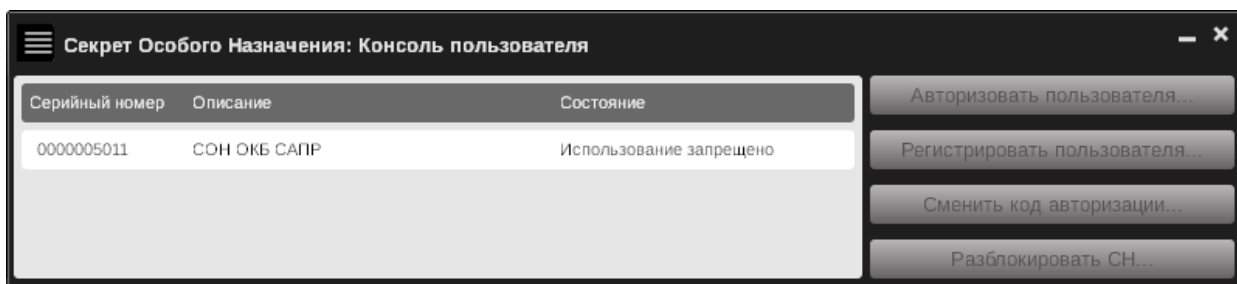 Секрет Особого Назначения: Консоль пользователя
Серийный номер Описание Состояние
0000005011 СОН ОКБ САПР Использование запрещено
Авторизовать пользователя...
Регистрировать пользователя...
Сменить код авторизации...
Разблокировать СН...